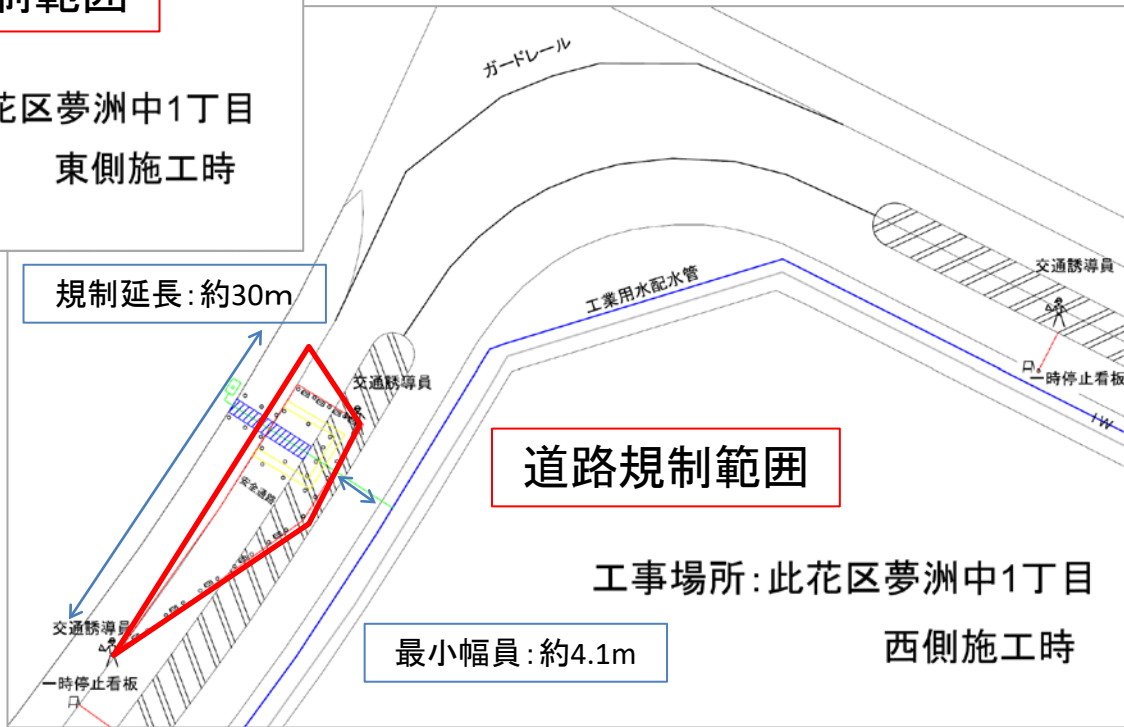 制範囲
花区夢洲中1丁目
東側施工時
ガードレール
規制延長：約30m
交通誘導員
工業用水配水管
一時停止看板
交通誘導員
IW
安全通路
道路規制範囲
工事場所：此花区夢洲中1丁目
西側施工時
交通誘導員
一時停止看板
最小幅員：約4.1m